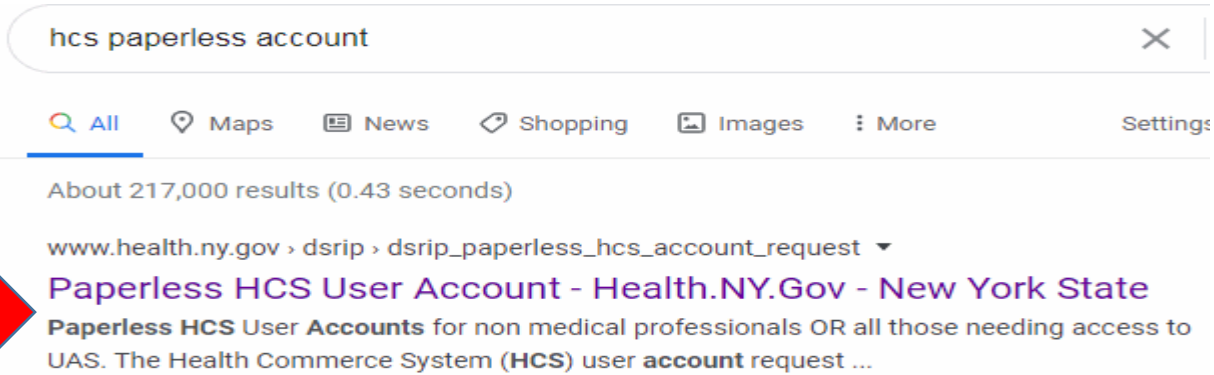 hcs paperless account
All Maps News Shopping Images More Settings
About 217,000 results (0.43 seconds)
www.health.ny.gov › dsrip › dsrip_paperless_hcs_account_request
Paperless HCS User Account - Health.NY.Gov - New York State
Paperless HCS User Accounts for non medical professionals OR all those needing access to
UAS. The Health Commerce System (HCS) user account request ...